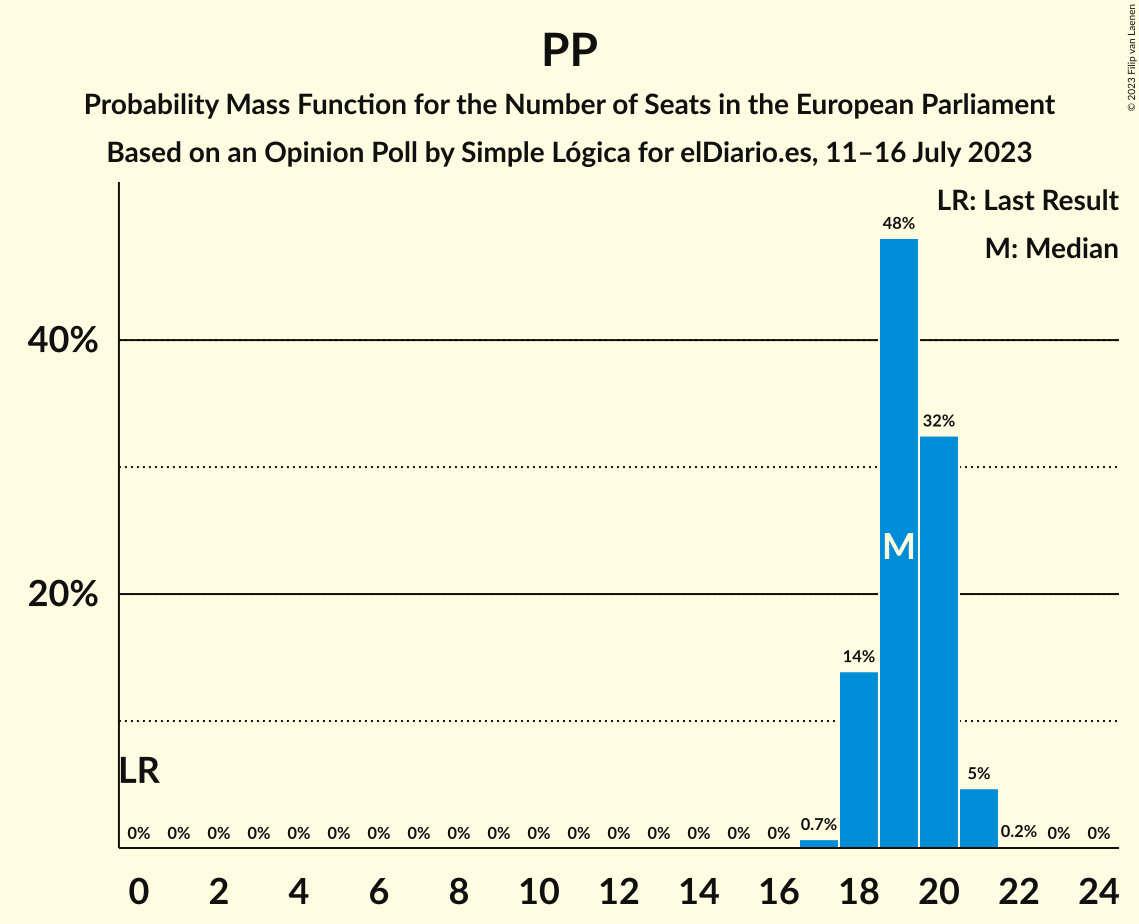 PP
Probability Mass Function for the Number of Seats in the European Parliament
Based on an Opinion Poll by Simple Lógica for elDiario.es, 11–16 July 2023
© 2023 Filip van Laenen
LR: Last Result
M: Median
48%
40%
32%
M
20%
14%
LR
5%
0% 0% 0% 0% 0% 0% 0% 0% 0% 0% 0% 0% 0% 0% 0% 0% 0% 0.7% 0.2% 0% 0%
0 2 4 6 8 10 12 14 16 18 20 22 24